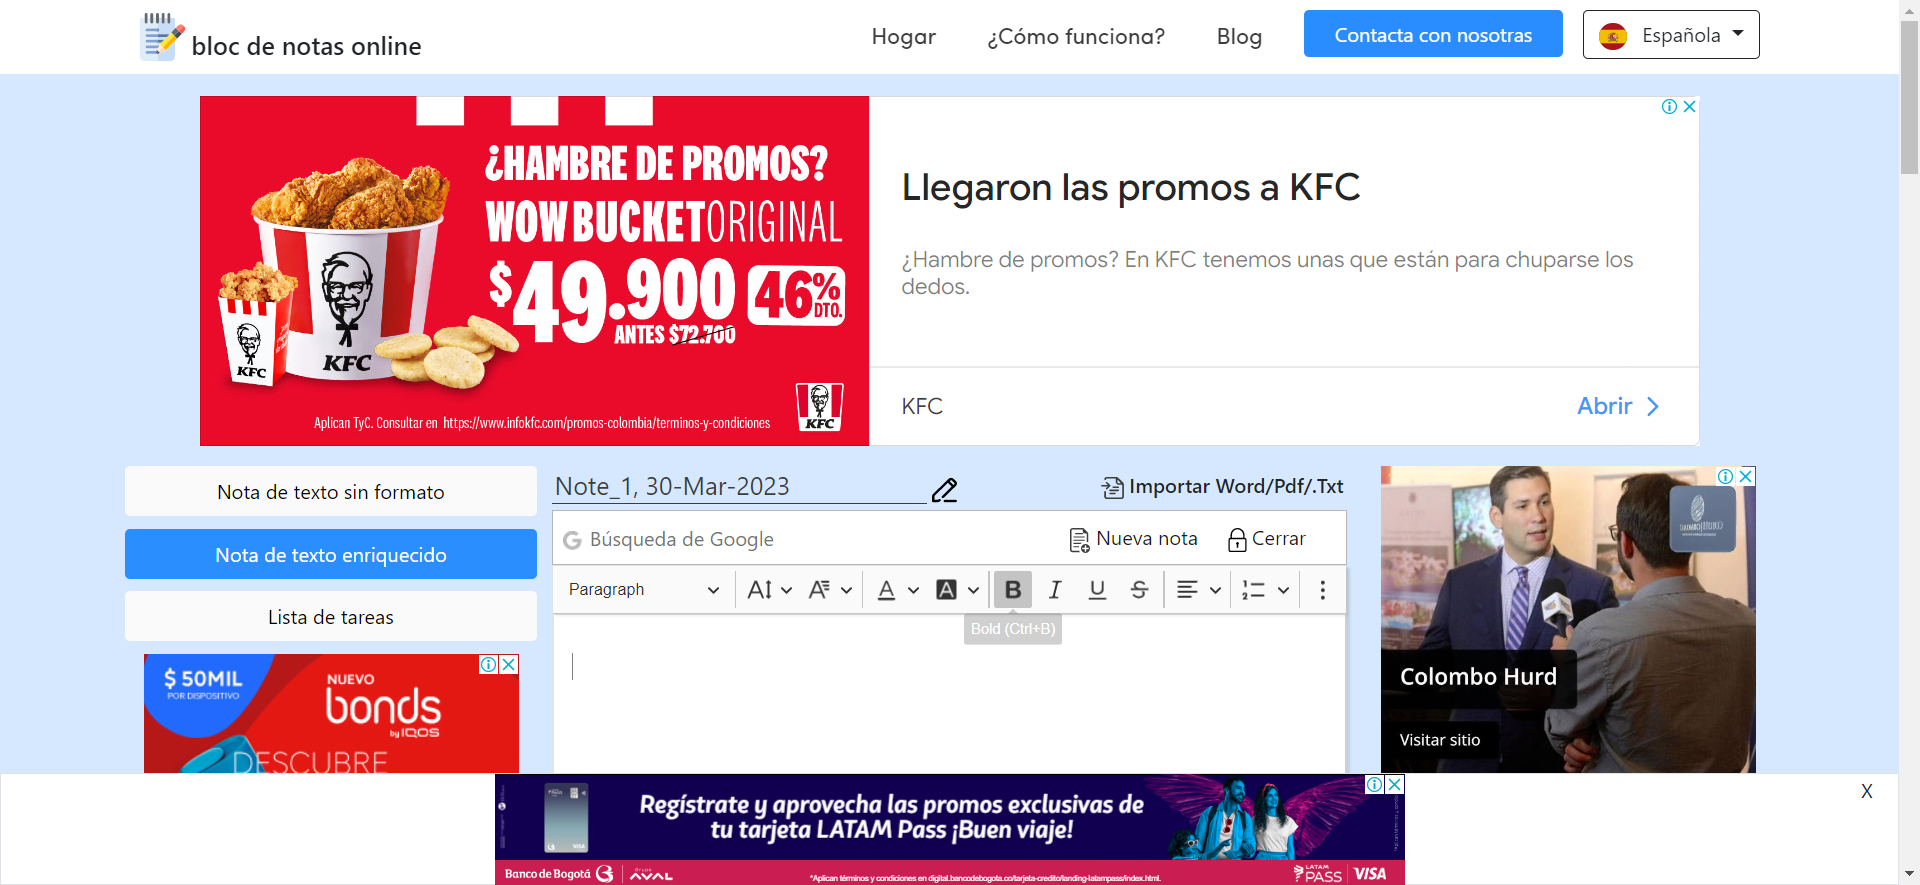 bloc de notas online
Hogar
¿Cómo funciona?
Blog
Contacta con nosotras
Española
¿HAMBRE DE PROMOS?
WOW BUCKET ORIGINAL
$49.900
46% DTO.
ANTES $72.700
KFC
KFC
KFC
Aplican TyC. Consultar en https://www.infokfc.com/promos-colombia/terminos-y-condiciones
Llegaron las promos a KFC
¿Hambre de promos? En KFC tenemos unas que están para chuparse los
dedos.
KFC
Abrir
Nota de texto sin formato
Nota de texto enriquecido
Lista de tareas
Note_1, 30-Mar-2023
Importar Word/Pdf/.Txt
Búsqueda de Google
Nueva nota
Cerrar
Paragraph
Bold (Ctrl+B)
$ 50MIL
POR DISPOSITIVO
NUEVO
bonds
by IQOS
DESCUBRE
COLOMBO HURD
Colombo Hurd
Visitar sitio
X
Regístrate y aprovecha las promos exclusivas de
tu tarjeta LATAM Pass ¡Buen viaje!
Banco de Bogotá
Grupo
AVAL
*Aplican términos y condiciones en digital.bancodebogota.co/tarjeta-credito/landing-latampass/index.html.
LATAM
PASS
VISA